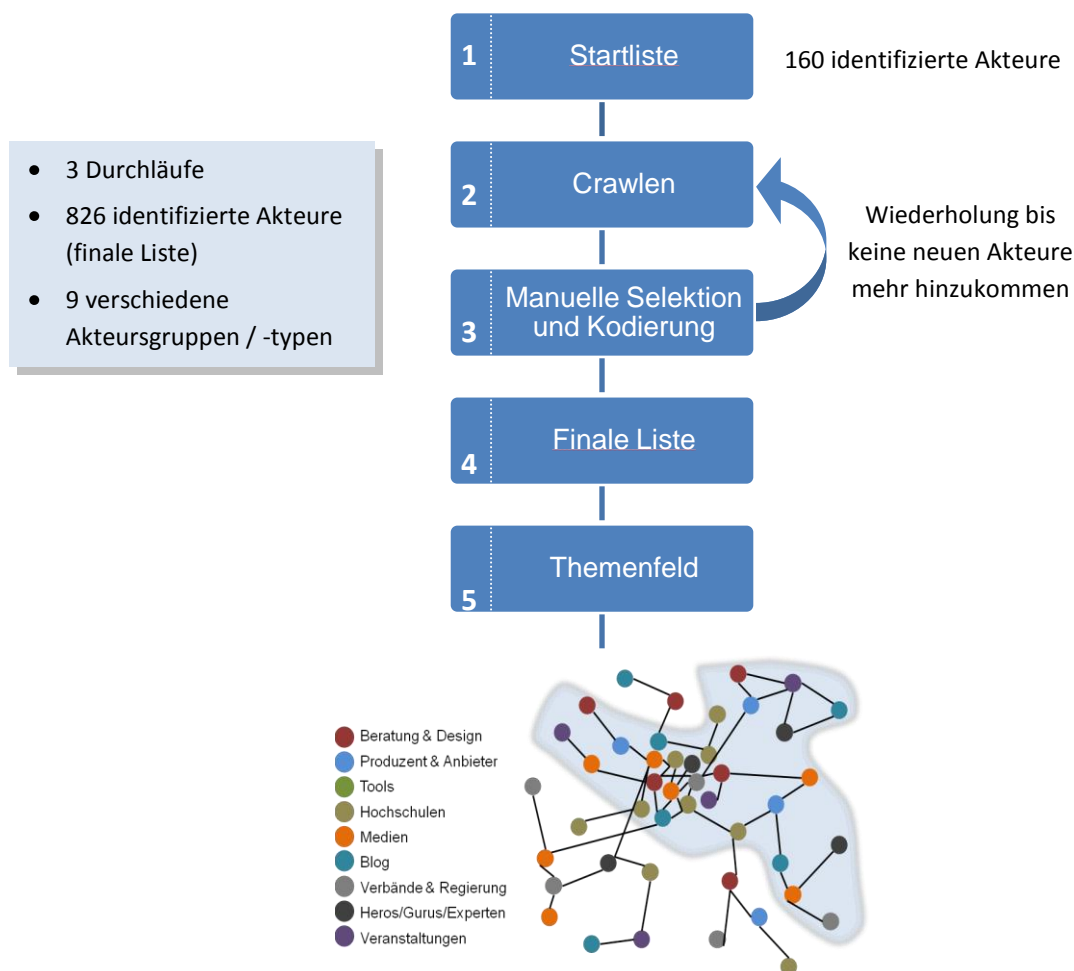 1
Startliste
160 identifizierte Akteure
• 3 Durchläufe
• 826 identifizierte Akteure
(finale Liste)
• 9 verschiedene
Akteursgruppen / -typen
2
Crawlen
Wiederholung bis
keine neuen Akteure
mehr hinzukommen
3
Manuelle Selektion
und Kodierung
4
Finale Liste
5
Themenfeld
Beratung & Design
Produzent & Anbieter
Tools
Hochschulen
Medien
Blog
Verbände & Regierung
Heros/Gurus/Experten
Veranstaltungen